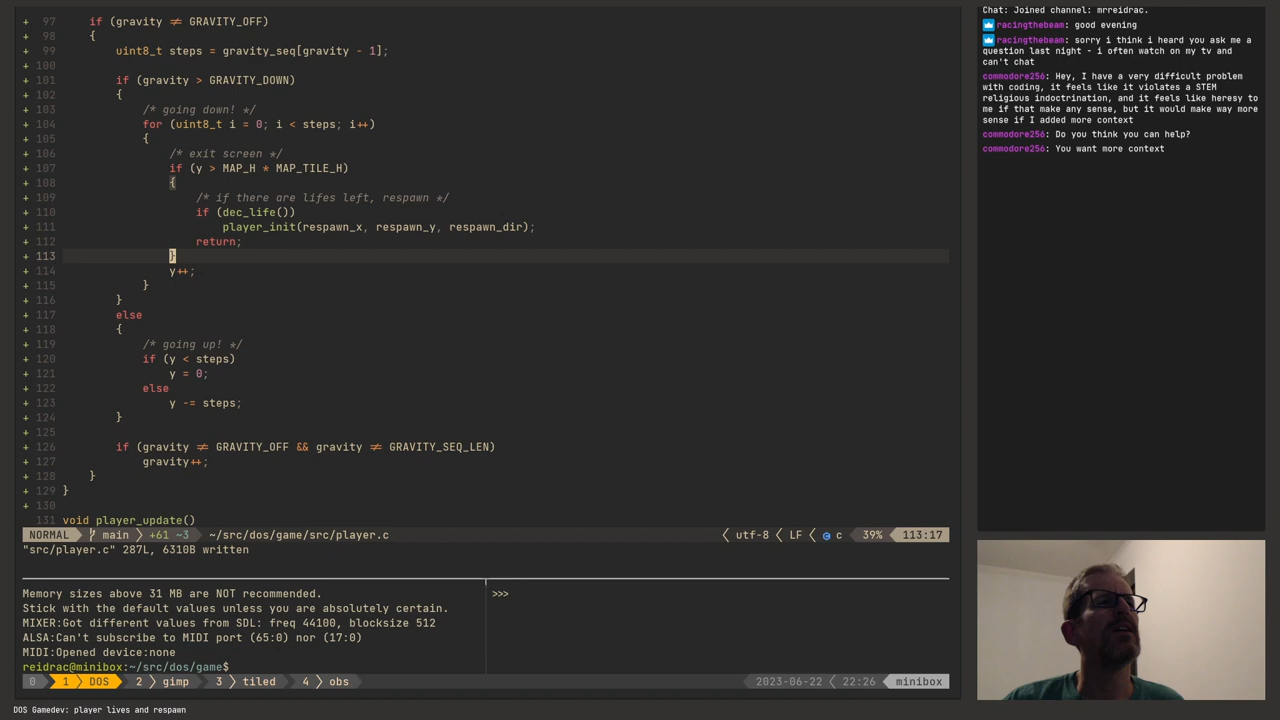 + 97 if (gravity ≠ GRAVITY_OFF)
+ 98 {
+ 99 uint8_t steps = gravity_seq[gravity - 1];
+ 100
+ 101 if (gravity > GRAVITY_DOWN)
+ 102 {
+ 103 /* going down! */
+ 104 for (uint8_t i = 0; i < steps; i++)
+ 105 {
+ 106 /* exit screen */
+ 107 if (y > MAP_H * MAP_TILE_H)
+ 108 {
+ 109 /* if there are lifes left, respawn */
+ 110 if (dec_life())
+ 111 player_init(respawn_x, respawn_y, respawn_dir);
+ 112 return;
+ 113 }
+ 114 y++;
+ 115 }
+ 116 }
+ 117 else
+ 118 {
+ 119 /* going up! */
+ 120 if (y < steps)
+ 121 y = 0;
+ 122 else
+ 123 y -= steps;
+ 124 }
+ 125
+ 126 if (gravity ≠ GRAVITY_OFF && gravity ≠ GRAVITY_SEQ_LEN)
+ 127 gravity++;
+ 128 }
+ 129 }
+ 130
131 void player_update()
NORMAL main +61 ~3 ~/src/dos/game/src/player.c utf-8 LF c 39% 113:17
"src/player.c" 287L, 6310B written
Memory sizes above 31 MB are NOT recommended.
Stick with the default values unless you are absolutely certain.
MIXER:Got different values from SDL: freq 44100, blocksize 512
ALSA:Can't subscribe to MIDI port (65:0) nor (17:0)
MIDI:Opened device:none
reidrac@minibox:~/src/dos/game$
>>>
0 1 DOS 2 gimp 3 tiled 4 obs 2023-06-22 22:26 minibox
DOS Gamedev: player lives and respawn
Chat: Joined channel: mrreidrac.
racingthebeam: good evening
racingthebeam: sorry i think i heard you ask me a
question last night - i often watch on my tv and
can't chat
commodore256: Hey, I have a very difficult problem
with coding, it feels like it violates a STEM
religious indoctrination, and it feels like heresy to
me if that make any sense, but it would make way more
sense if I added more context
commodore256: Do you think you can help?
commodore256: You want more context